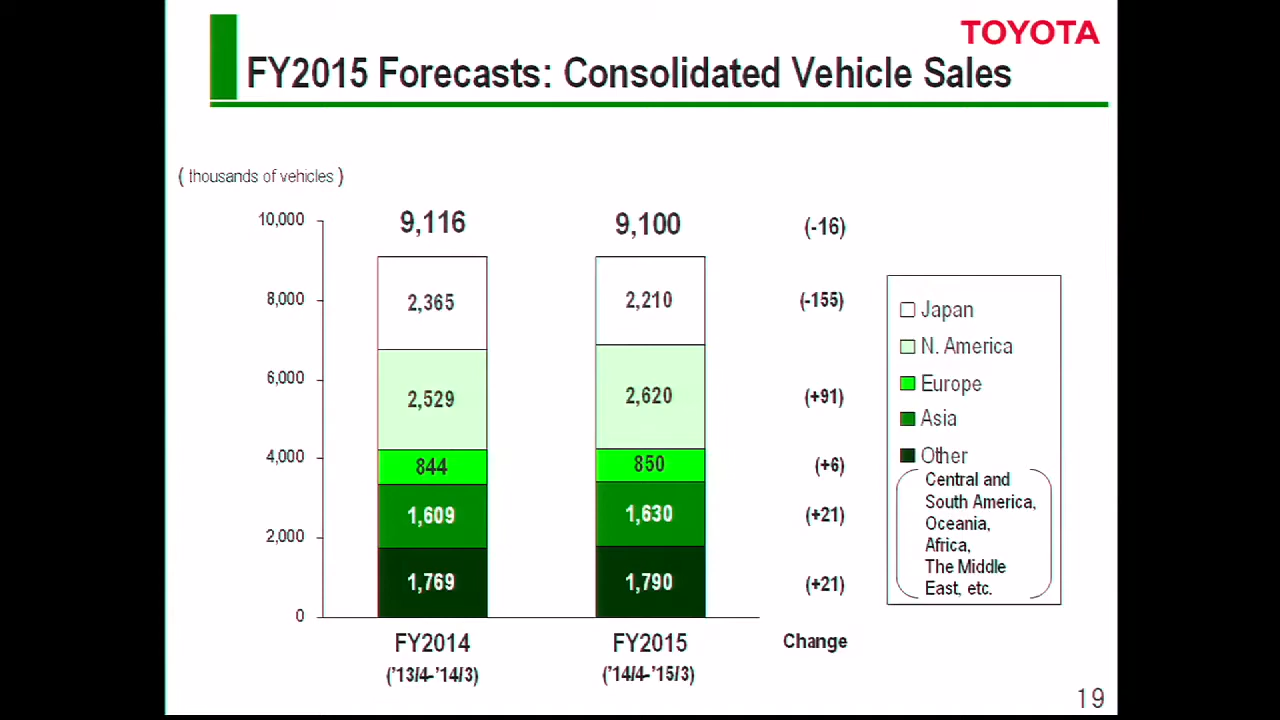 TOYOTA
FY2015 Forecasts: Consolidated Vehicle Sales
( thousands of vehicles )
10,000
8,000
6,000
4,000
2,000
0
9,116
2,365
2,529
844
1,609
1,769
FY2014
('13/4-'14/3)
9,100
2,210
2,620
850
1,630
1,790
FY2015
('14/4-'15/3)
(-16)
(-155)
(+91)
(+6)
(+21)
(+21)
Change
Japan
N. America
Europe
Asia
Other
Central and
South America,
Oceania,
Africa,
The Middle
East, etc.
19